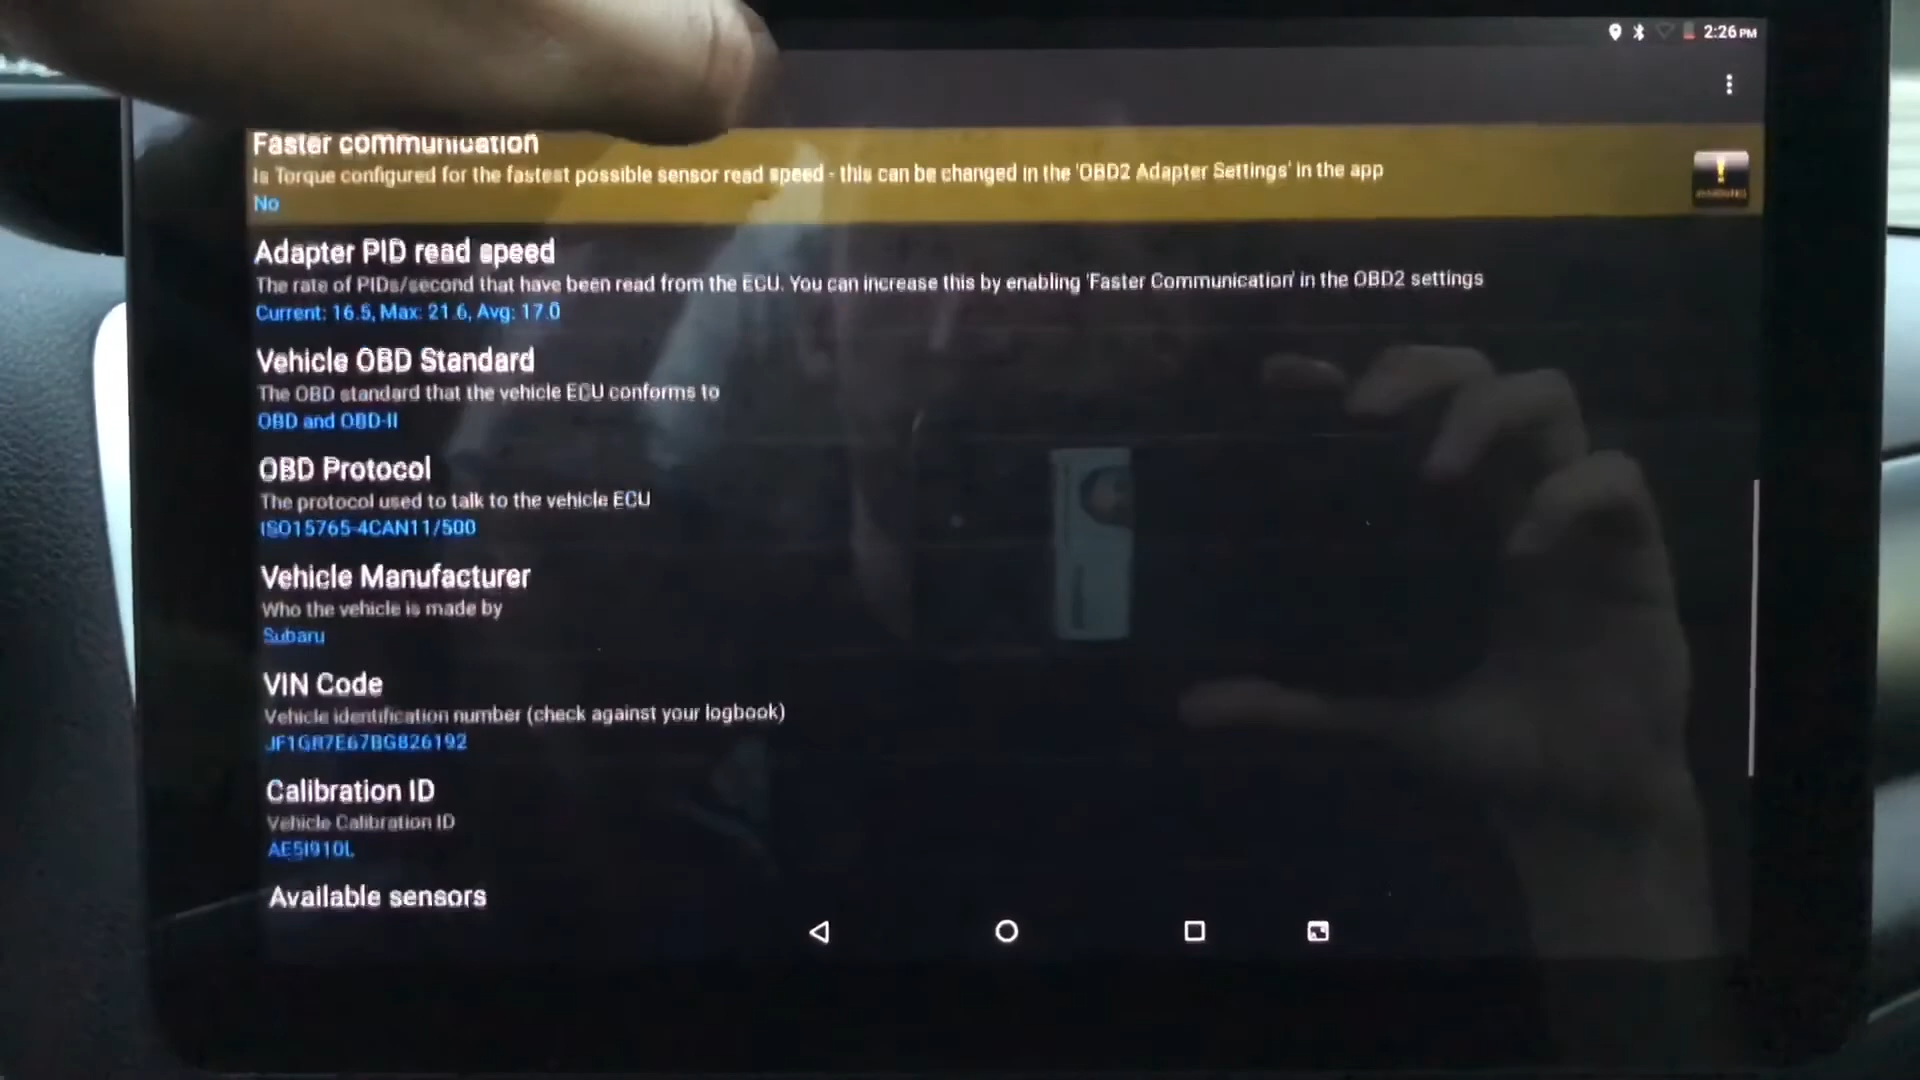 2:26 PM
Faster communication
Is Torque configured for the fastest possible sensor read speed - this can be changed in the 'OBD2 Adapter Settings' in the app
No
Adapter PID read speed
The rate of PIDs/second that have been read from the ECU. You can increase this by enabling 'Faster Communication' in the OBD2 settings
Current: 16.5, Max: 21.6, Avg: 17.0
Vehicle OBD Standard
The OBD standard that the vehicle ECU conforms to
OBD and OBD-II
OBD Protocol
The protocol used to talk to the vehicle ECU
ISO15765-4CAN11/500
Vehicle Manufacturer
Who the vehicle is made by
Subaru
VIN Code
Vehicle identification number (check against your logbook)
JF1GR7E67BG826192
Calibration ID
Vehicle Calibration ID
AE5I910L
Available sensors